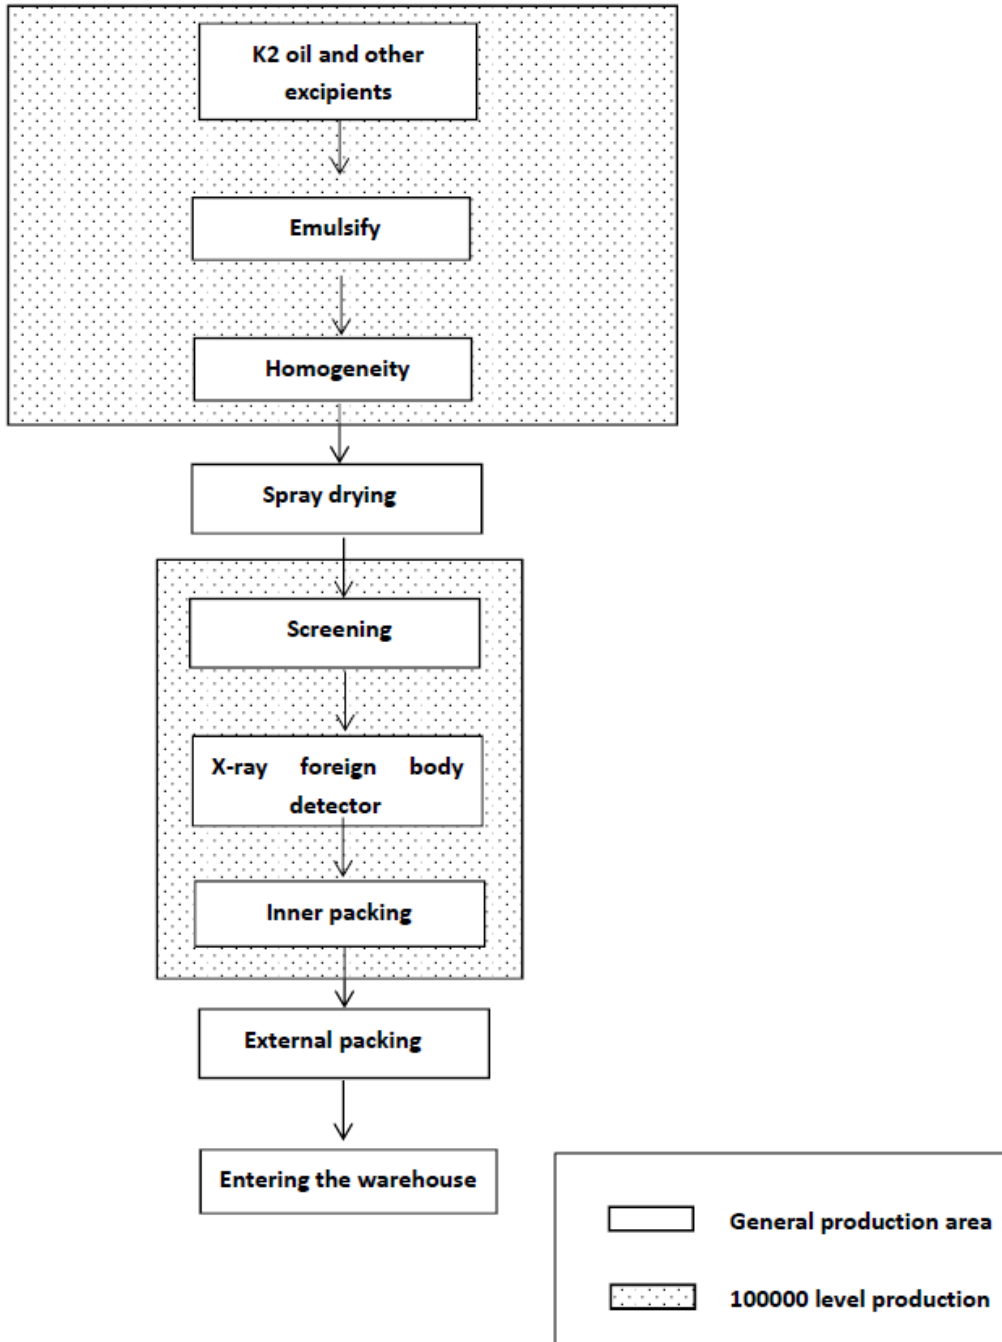 K2 oil and other
excipients
Emulsify
Homogeneity
Spray drying
Screening
X-ray foreign body
detector
Inner packing
External packing
Entering the warehouse
General production area
100000 level production